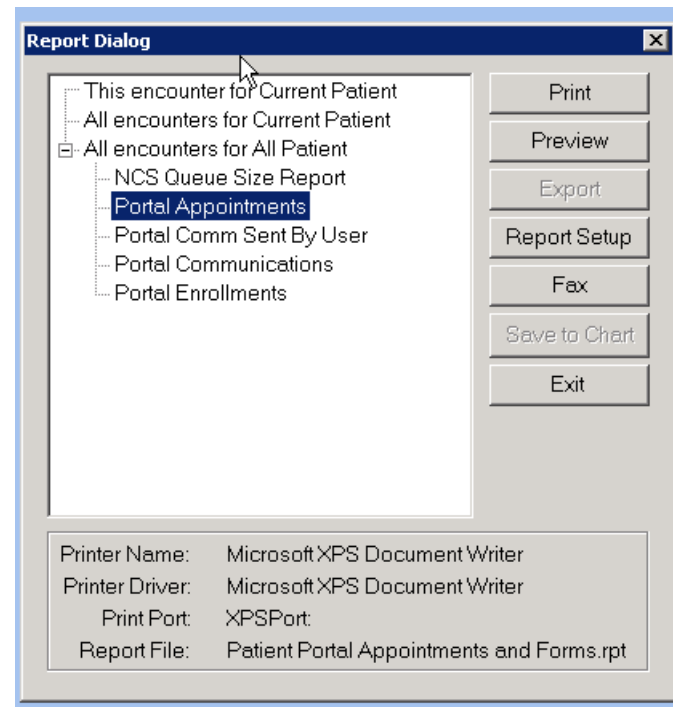 Report Dialog
This encounter for Current Patient
All encounters for Current Patient
All encounters for All Patient
NCS Queue Size Report
Portal Appointments
Portal Comm Sent By User
Portal Communications
Portal Enrollments
Print
Preview
Export
Report Setup
Fax
Save to Chart
Exit
Printer Name: Microsoft XPS Document Writer
Printer Driver: Microsoft XPS Document Writer
Print Port: XPSPort:
Report File: Patient Portal Appointments and Forms.rpt